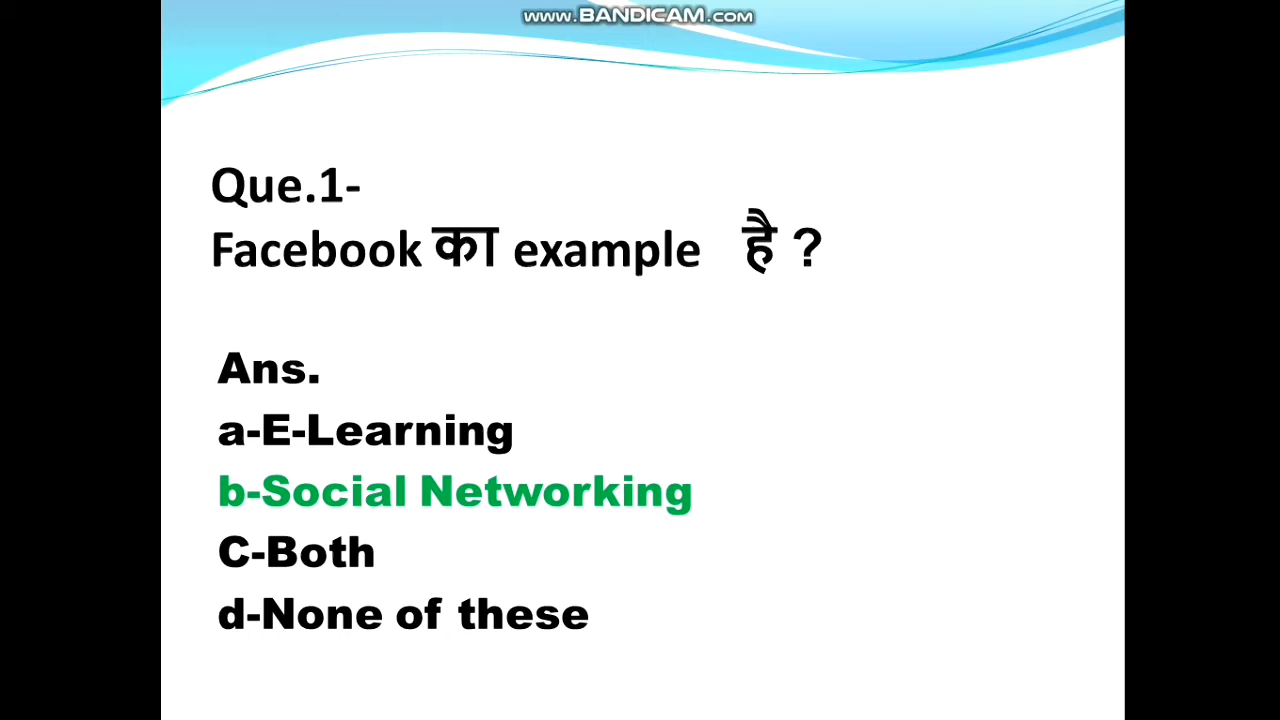 www.BANDICAM.com
Que.1-
Facebook का example है ?
Ans.
a-E-Learning
b-Social Networking
C-Both
d-None of these